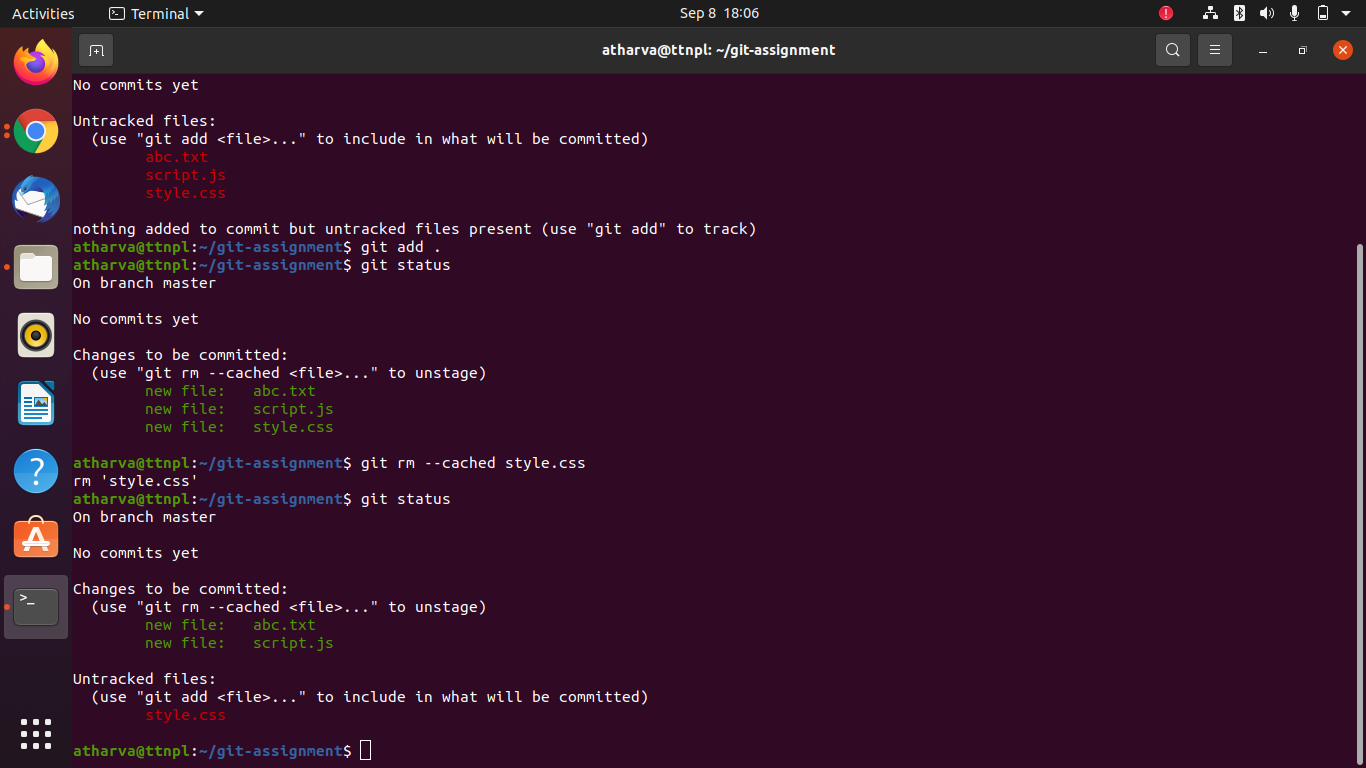 Activities Terminal Sep 8 18:06
atharva@ttnpl: ~/git-assignment
No commits yet
Untracked files:
(use "git add <file>..." to include in what will be committed)
abc.txt
script.js
style.css
nothing added to commit but untracked files present (use "git add" to track)
atharva@ttnpl:~/git-assignment$ git add .
atharva@ttnpl:~/git-assignment$ git status
On branch master
No commits yet
Changes to be committed:
(use "git rm --cached <file>..." to unstage)
new file:   abc.txt
new file:   script.js
new file:   style.css
atharva@ttnpl:~/git-assignment$ git rm --cached style.css
rm 'style.css'
atharva@ttnpl:~/git-assignment$ git status
On branch master
No commits yet
Changes to be committed:
(use "git rm --cached <file>..." to unstage)
new file:   abc.txt
new file:   script.js
Untracked files:
(use "git add <file>..." to include in what will be committed)
style.css
atharva@ttnpl:~/git-assignment$